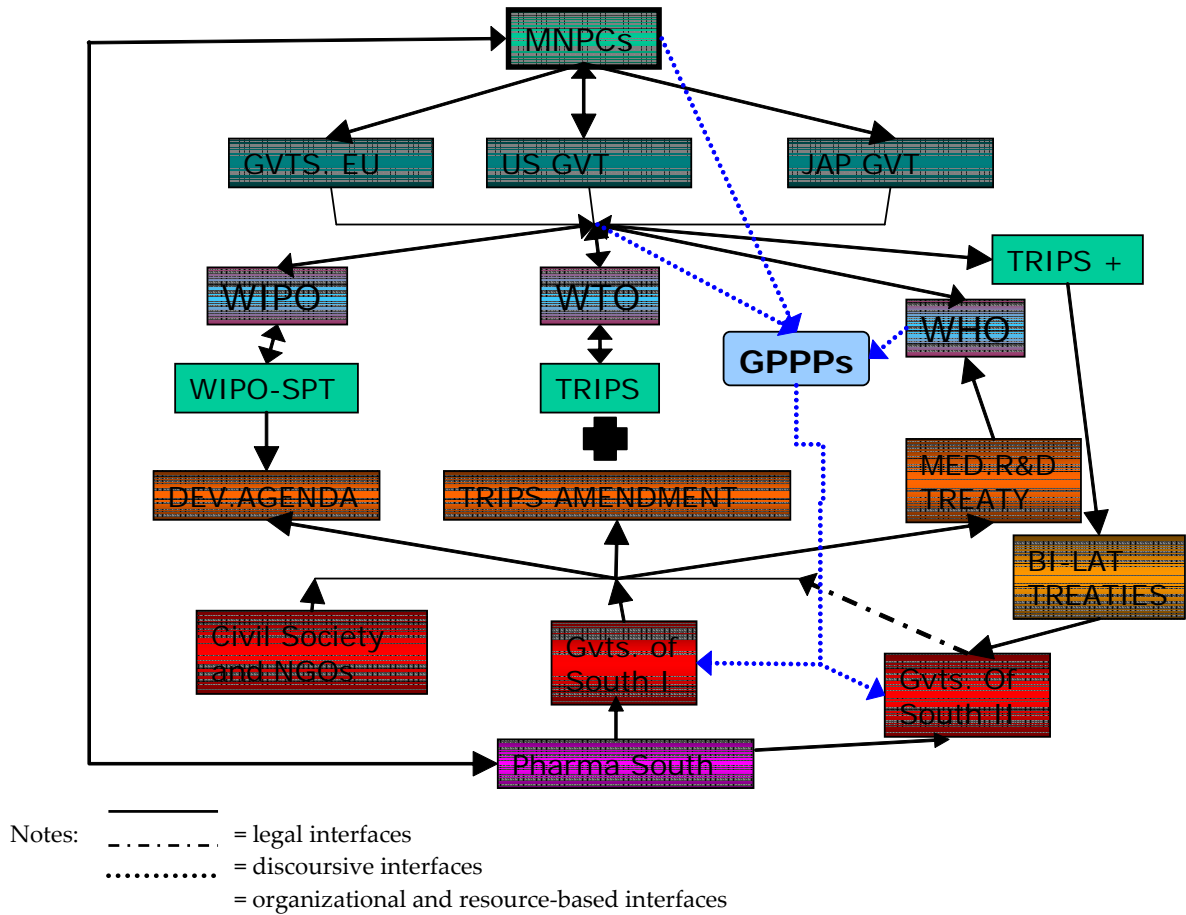 MNPCs
GVTS. EU
US GVT
JAP GVT
TRIPS +
WIPO
WTO
WHO
GPPPs
WIPO-SPT
TRIPS
MED.R&D
TREATY
DEV.AGENDA
TRIPS AMENDMENT
BI-LAT
TREATIES
Civil Society
and NGOs
Gvts. of
South I
Gvts. Of
South II
Pharma South
Notes:
= legal interfaces
= discoursive interfaces
= organizational and resource-based interfaces